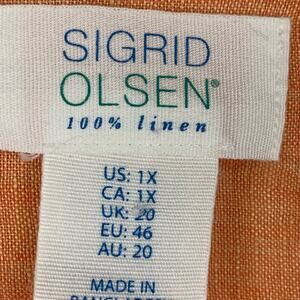 SIGRID
OLSEN®
100% linen
US: 1X
CA: 1X
UK: 20
EU: 46
AU: 20
MADE IN